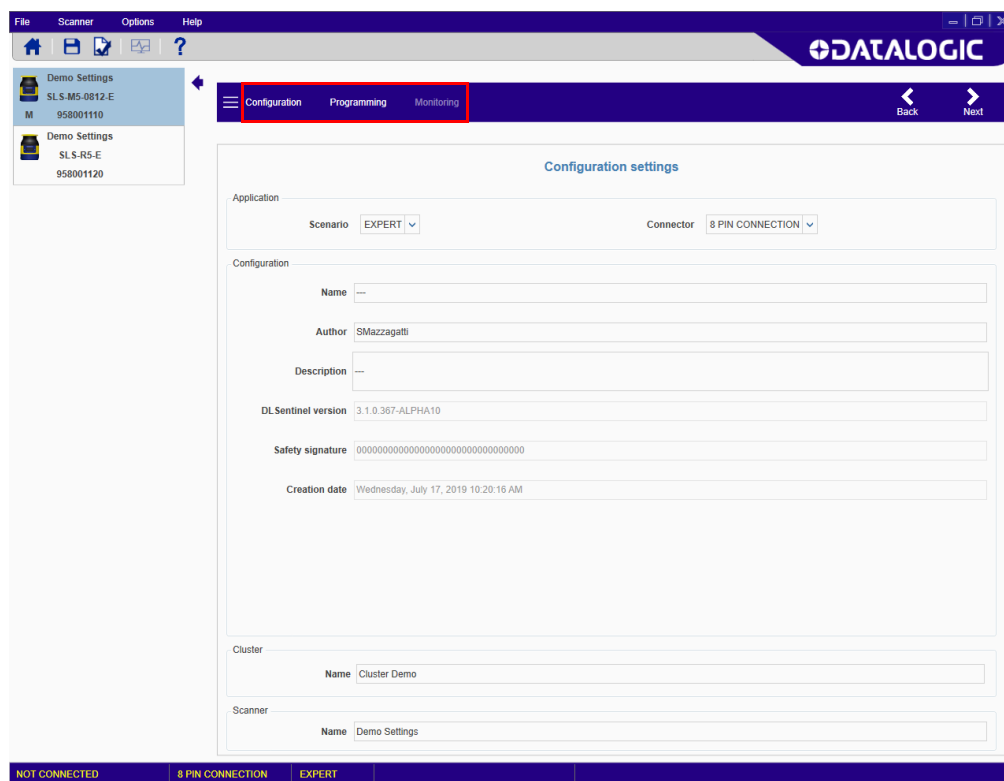 File Scanner Options Help
DATALOGIC
Demo Settings
SLS-M5-0812-E
M 958001110
Demo Settings
SLS-R5-E
958001120
Configuration Programming Monitoring
Back Next
Configuration settings
Application
Scenario EXPERT Connector 8 PIN CONNECTION
Configuration
Name ---
Author SMazzagatti
Description ---
DLSentinel version 3.1.0.367-ALPHA10
Safety signature 00000000000000000000000000000000
Creation date Wednesday, July 17, 2019 10:20:16 AM
Cluster
Name Cluster Demo
Scanner
Name Demo Settings
NOT CONNECTED 8 PIN CONNECTION EXPERT